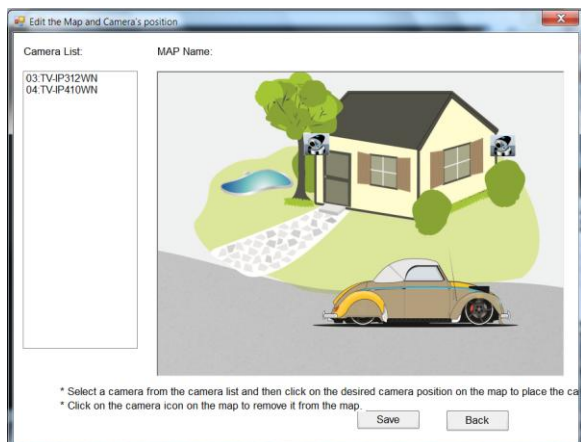 Edit the Map and Camera's position
Camera List:
MAP Name:
03:TV-IP312WN
04:TV-IP410WN
* Select a camera from the camera list and then click on the desired camera position on the map to place the ca
* Click on the camera icon on the map to remove it from the map.
Save
Back